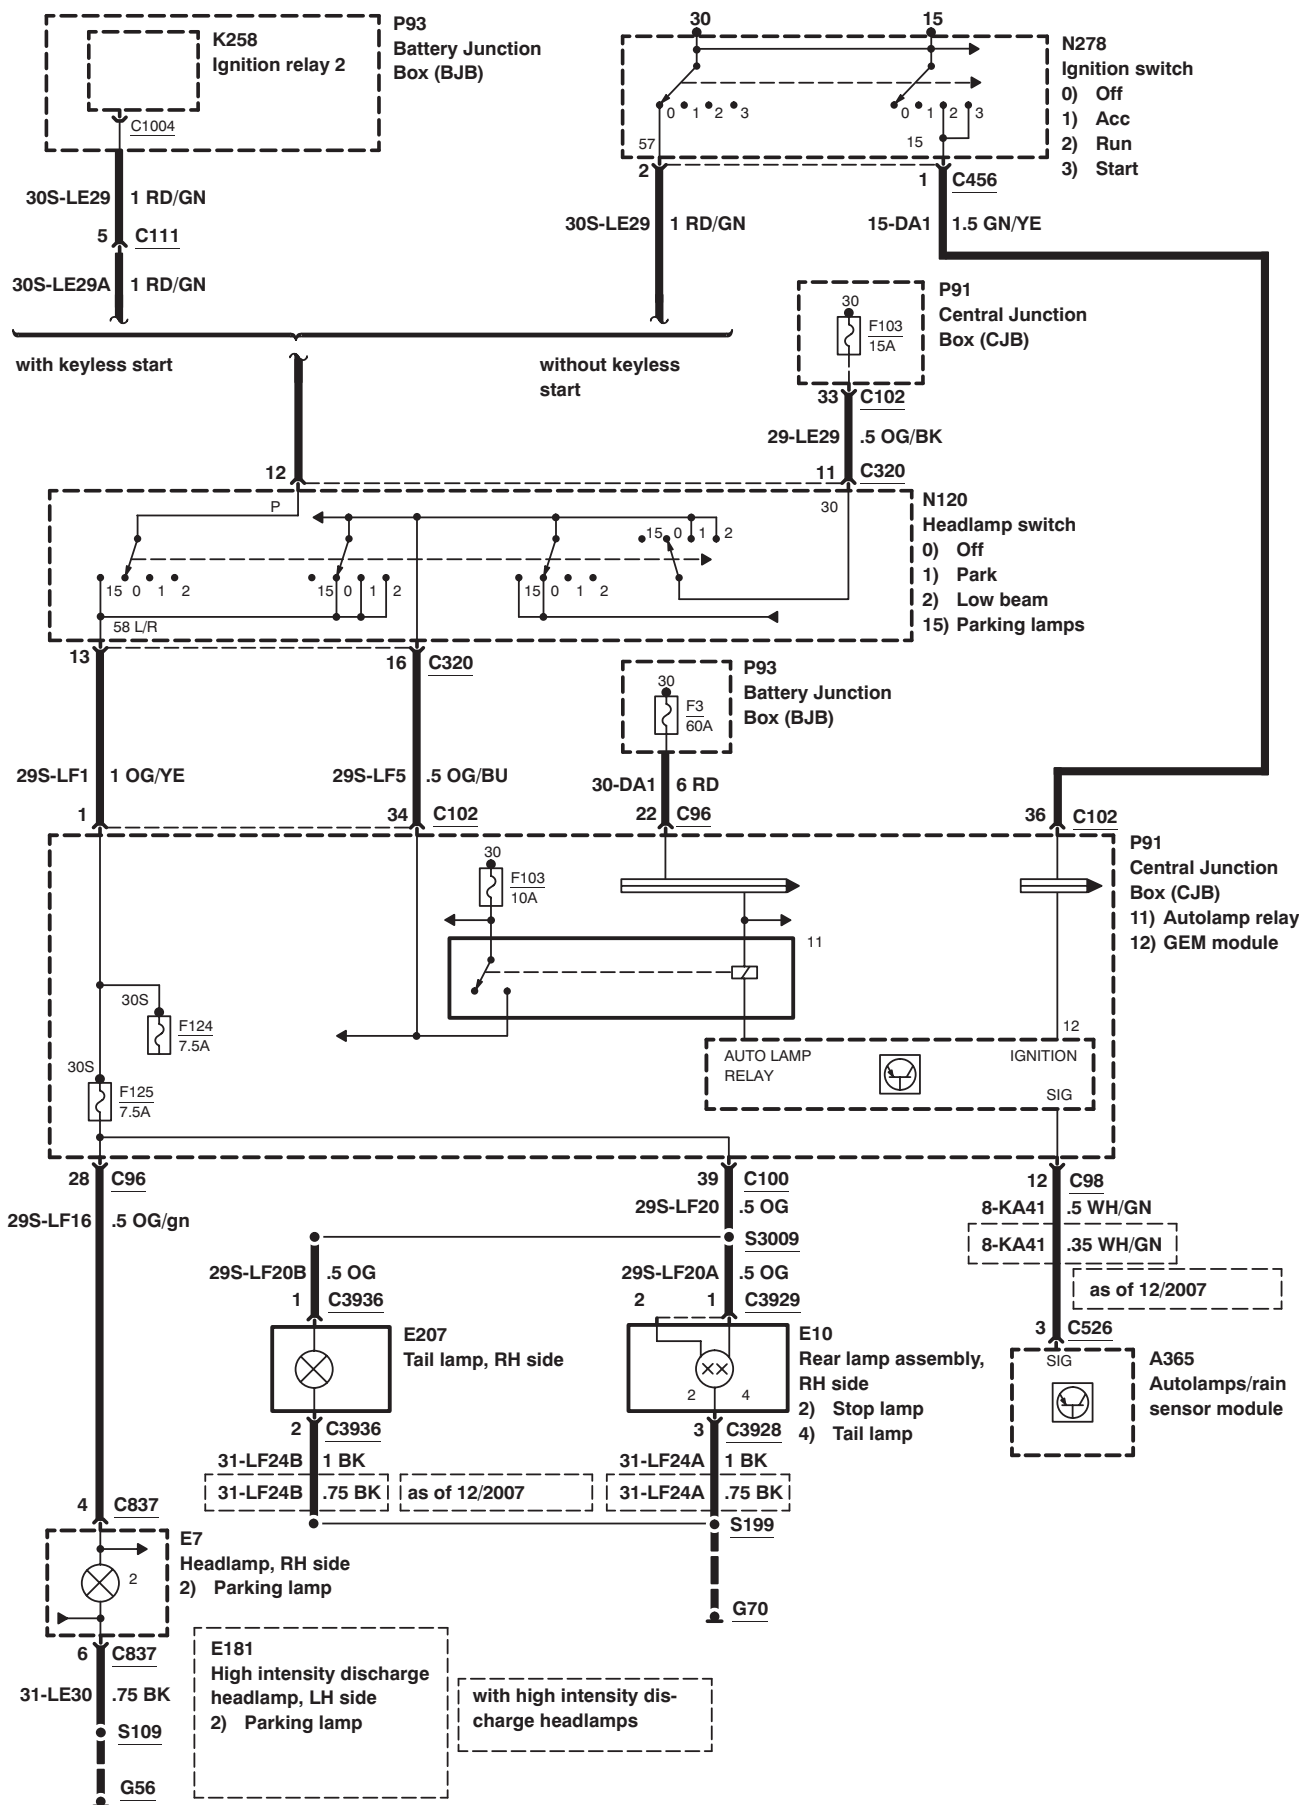 30 15
P93
K258
Battery Junction
Box (BJB)
Ignition relay 2
C1004
N278
Ignition switch
0) Off
1) Acc
2) Run
3) Start
0 1 2 3
0 1 2 3
57
15
2
1 C456
30S-LE29 1 RD/GN
5 C111
30S-LE29A 1 RD/GN
30S-LE29 1 RD/GN
15-DA1 1.5 GN/YE
P91
Central Junction
Box (CJB)
30
F103
15A
with keyless start
without keyless
start
33 C102
29-LE29 .5 OG/BK
12
11 C320
N120
Headlamp switch
0) Off
1) Park
2) Low beam
15) Parking lamps
P
30
15 0 1 2
15 0 1 2
15 0 1 2
15 0 1 2
58 L/R
13
16 C320
P93
Battery Junction
Box (BJB)
30
F3
60A
29S-LF1 1 OG/YE
29S-LF5 .5 OG/BU
30-DA1 6 RD
1
34 C102
22 C96
36 C102
P91
Central Junction
Box (CJB)
11) Autolamp relay
12) GEM module
30
F103
10A
11
30S
F124
7.5A
12
AUTO LAMP
RELAY
IGNITION
SIG
30S
F125
7.5A
28 C96
39 C100
12 C98
29S-LF16 .5 OG/gn
29S-LF20 .5 OG
8-KA41 .5 WH/GN
S3009
8-KA41 .35 WH/GN
29S-LF20B .5 OG
29S-LF20A .5 OG
as of 12/2007
1 C3936
2 1 C3929
3 C526
E207
Tail lamp, RH side
E10
Rear lamp assembly,
RH side
2) Stop lamp
4) Tail lamp
2 4
SIG
A365
Autolamps/rain
sensor module
2 C3936
3 C3928
31-LF24B 1 BK
31-LF24A 1 BK
31-LF24B .75 BK
as of 12/2007
31-LF24A .75 BK
4 C837
S199
E7
Headlamp, RH side
2) Parking lamp
2
G70
6 C837
31-LE30 .75 BK
S109
G56
E181
High intensity discharge
headlamp, LH side
2) Parking lamp
with high intensity dis-
charge headlamps